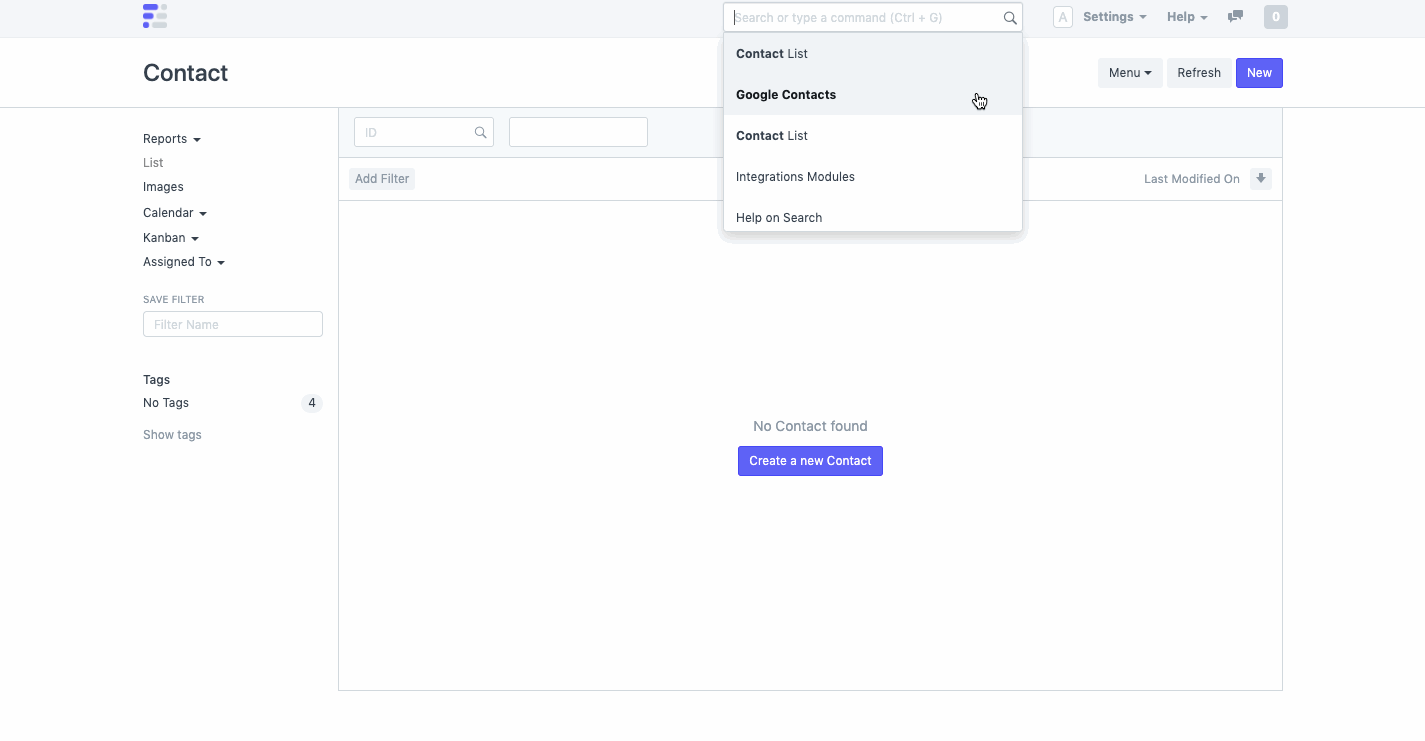 Search or type a command (Ctrl + G)
A
Settings
Help
0
Contact
Contact List
Google Contacts
Contact List
Integrations Modules
Help on Search
Menu
Refresh
New
Reports
List
Images
Calendar
Kanban
Assigned To
SAVE FILTER
Filter Name
Tags
No Tags 4
Show tags
ID
Add Filter
Last Modified On
No Contact found
Create a new Contact